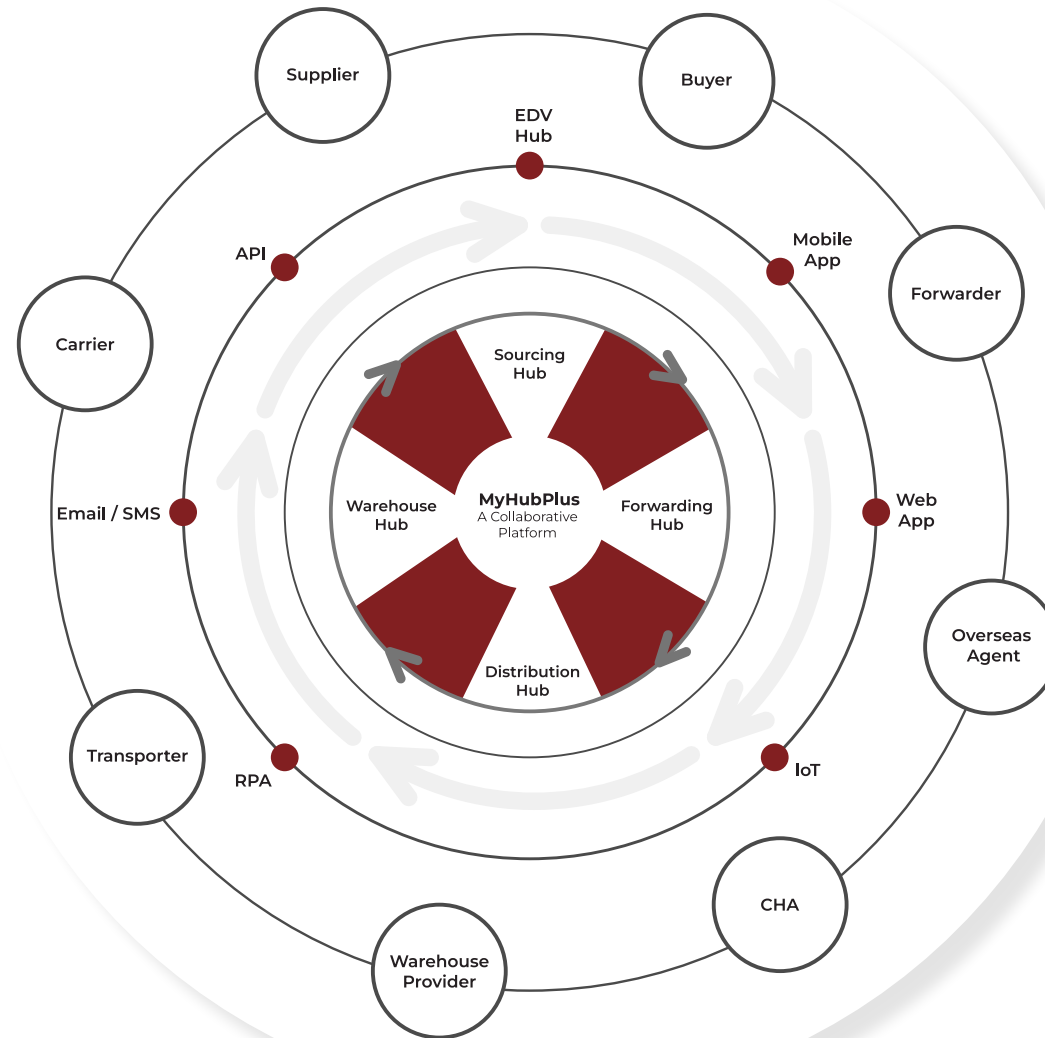 Supplier
Buyer
EDV
Hub
API
Mobile
App
Forwarder
Carrier
Sourcing
Hub
Warehouse
Hub
MyHubPlus
A Collaborative
Platform
Forwarding
Hub
Email / SMS
Web
App
Overseas
Agent
Distribution
Hub
Transporter
RPA
IoT
CHA
Warehouse
Provider